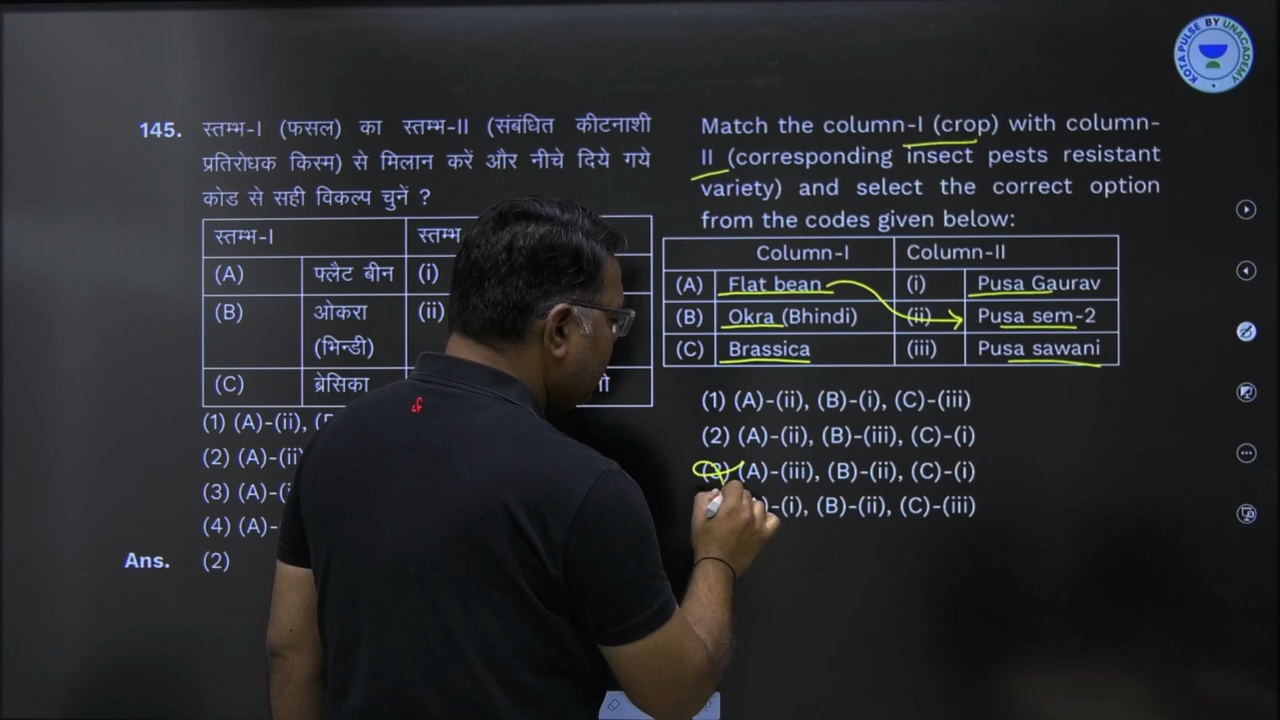 KOTA PULSE BY UNACADEMY
145. स्तम्भ-I (फसल) का स्तम्भ-II (संबंधित कीटनाशी
प्रतिरोधक किस्म) से मिलान करें और नीचे दिये गये
कोड से सही विकल्प चुनें ?
स्तम्भ-I स्तम्भ
(A) फ्लैट बीन (i)
(B) ओकरा (ii)
(भिन्डी)
(C) ब्रेसिका
(1) (A)-(ii),
(2) (A)-(ii)
(3) (A)-(i
(4) (A)-
Ans. (2)
Match the column-I (crop) with column-
II (corresponding insect pests resistant
variety) and select the correct option
from the codes given below:
Column-I Column-II
(A) Flat bean (i) Pusa Gaurav
(B) Okra (Bhindi) (ii) Pusa sem-2
(C) Brassica (iii) Pusa sawani
(1) (A)-(ii), (B)-(i), (C)-(iii)
(2) (A)-(ii), (B)-(iii), (C)-(i)
(3) (A)-(iii), (B)-(ii), (C)-(i)
-(i), (B)-(ii), (C)-(iii)